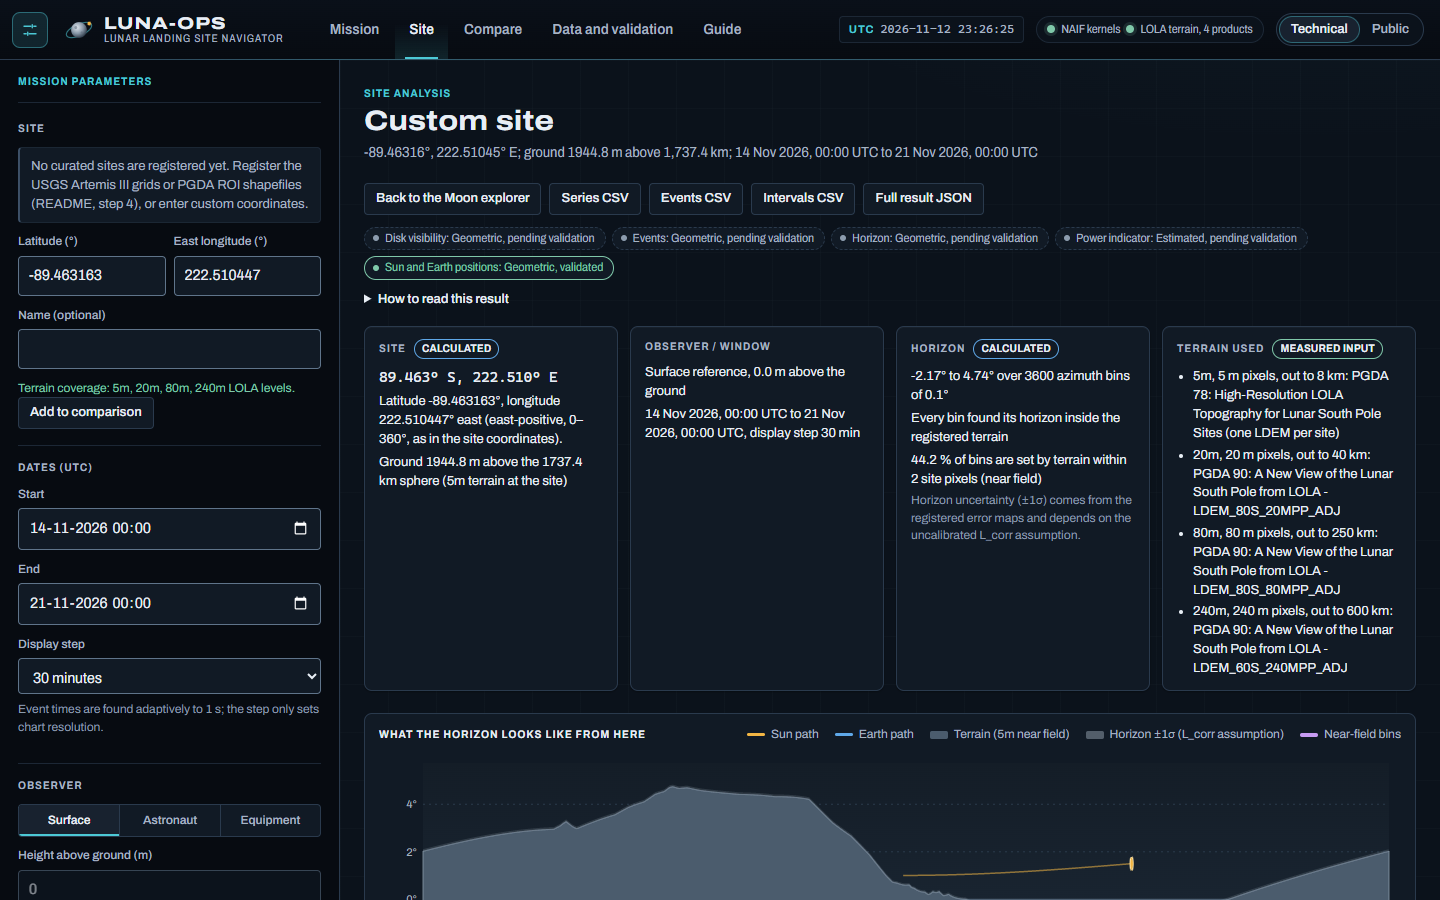 LUNA-OPS
LUNAR LANDING SITE NAVIGATOR
Mission
Site
Compare
Data and validation
Guide
UTC 2026-11-12 23:26:25
NAIF kernels
LOLA terrain, 4 products
Technical
Public
MISSION PARAMETERS
SITE
No curated sites are registered yet. Register the
USGS Artemis III grids or PGDA ROI shapefiles
(README, step 4), or enter custom coordinates.
Latitude (°)
East longitude (°)
-89.463163
222.510447
Name (optional)
Terrain coverage: 5m, 20m, 80m, 240m LOLA levels.
Add to comparison
DATES (UTC)
Start
14-11-2026 00:00
End
21-11-2026 00:00
Display step
30 minutes
Event times are found adaptively to 1 s; the step only sets
chart resolution.
OBSERVER
Surface
Astronaut
Equipment
Height above ground (m)
0
SITE ANALYSIS
Custom site
-89.46316°, 222.51045° E; ground 1944.8 m above 1,737.4 km; 14 Nov 2026, 00:00 UTC to 21 Nov 2026, 00:00 UTC
Back to the Moon explorer
Series CSV
Events CSV
Intervals CSV
Full result JSON
Disk visibility: Geometric, pending validation
Events: Geometric, pending validation
Horizon: Geometric, pending validation
Power indicator: Estimated, pending validation
Sun and Earth positions: Geometric, validated
How to read this result
SITE
CALCULATED
89.463° S, 222.510° E
Latitude -89.463163°, longitude
222.510447° east (east-positive, 0–
360°, as in the site coordinates).
Ground 1944.8 m above the 1737.4
km sphere (5m terrain at the site)
OBSERVER / WINDOW
Surface reference, 0.0 m above the
ground
14 Nov 2026, 00:00 UTC to 21 Nov
2026, 00:00 UTC, display step 30 min
HORIZON
CALCULATED
-2.17° to 4.74° over 3600 azimuth bins
of 0.1°
Every bin found its horizon inside the
registered terrain
44.2 % of bins are set by terrain within
2 site pixels (near field)
Horizon uncertainty (±1σ) comes from the
registered error maps and depends on the
uncalibrated L_corr assumption.
TERRAIN USED
MEASURED INPUT
5m, 5 m pixels, out to 8 km: PGDA
78: High-Resolution LOLA
Topography for Lunar South Pole
Sites (one LDEM per site)
20m, 20 m pixels, out to 40 km:
PGDA 90: A New View of the Lunar
South Pole from LOLA -
LDEM_80S_20MPP_ADJ
80m, 80 m pixels, out to 250 km:
PGDA 90: A New View of the Lunar
South Pole from LOLA -
LDEM_80S_80MPP_ADJ
240m, 240 m pixels, out to 600 km:
PGDA 90: A New View of the Lunar
South Pole from LOLA -
LDEM_60S_240MPP_ADJ
WHAT THE HORIZON LOOKS LIKE FROM HERE
Sun path
Earth path
Terrain (5m near field)
Horizon ±1σ (L_corr assumption)
Near-field bins
4°
2°
0°